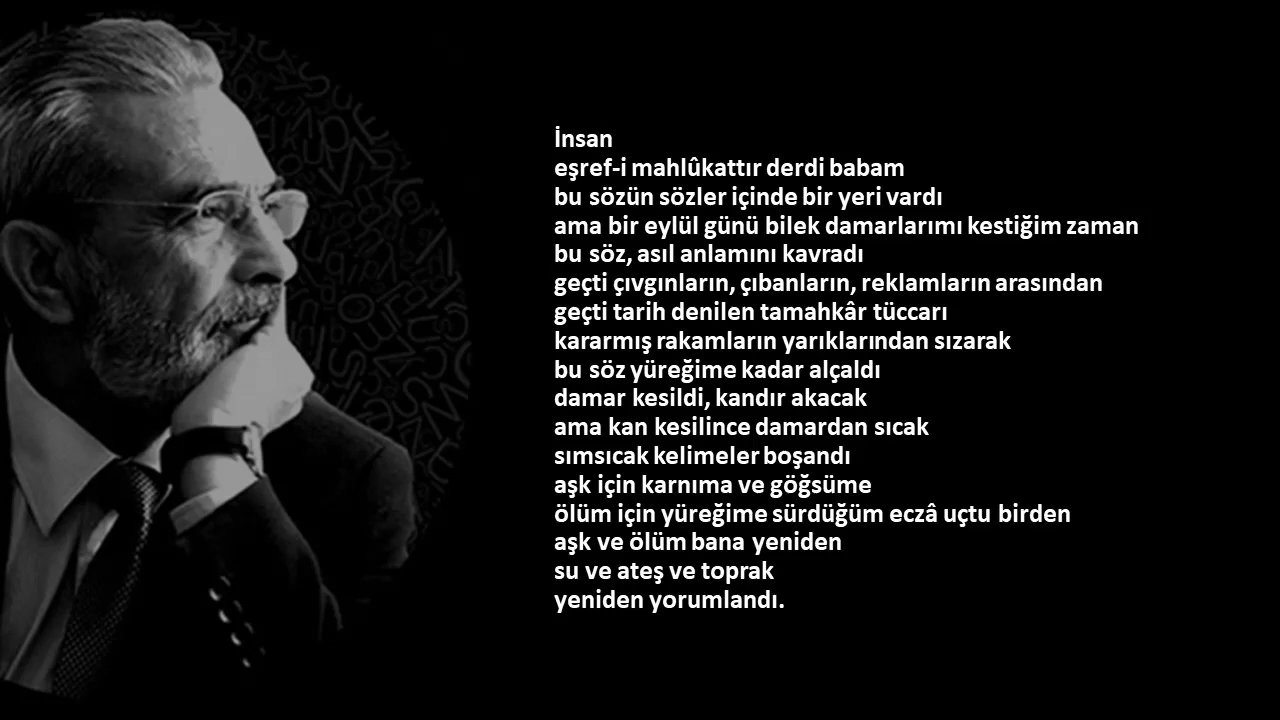 İnsan
eşref-i mahlûkattır derdi babam
bu sözün sözler içinde bir yeri vardı
ama bir eylül günü bilek damarlarımı kestiğim zaman
bu söz, asıl anlamını kavradı
geçti çıvgınların, çıbanların, reklamların arasından
geçti tarih denilen tamahkâr tüccarı
kararmış rakamların yarıklarından sızarak
bu söz yüreğime kadar alçaldı
damar kesildi, kandır akacak
ama kan kesilince damardan sıcak
sımsıcak kelimeler boşandı
aşk için karnıma ve göğsüme
ölüm için yüreğime sürdüğüm eczâ uçtu birden
aşk ve ölüm bana yeniden
su ve ateş ve toprak
yeniden yorumlandı.